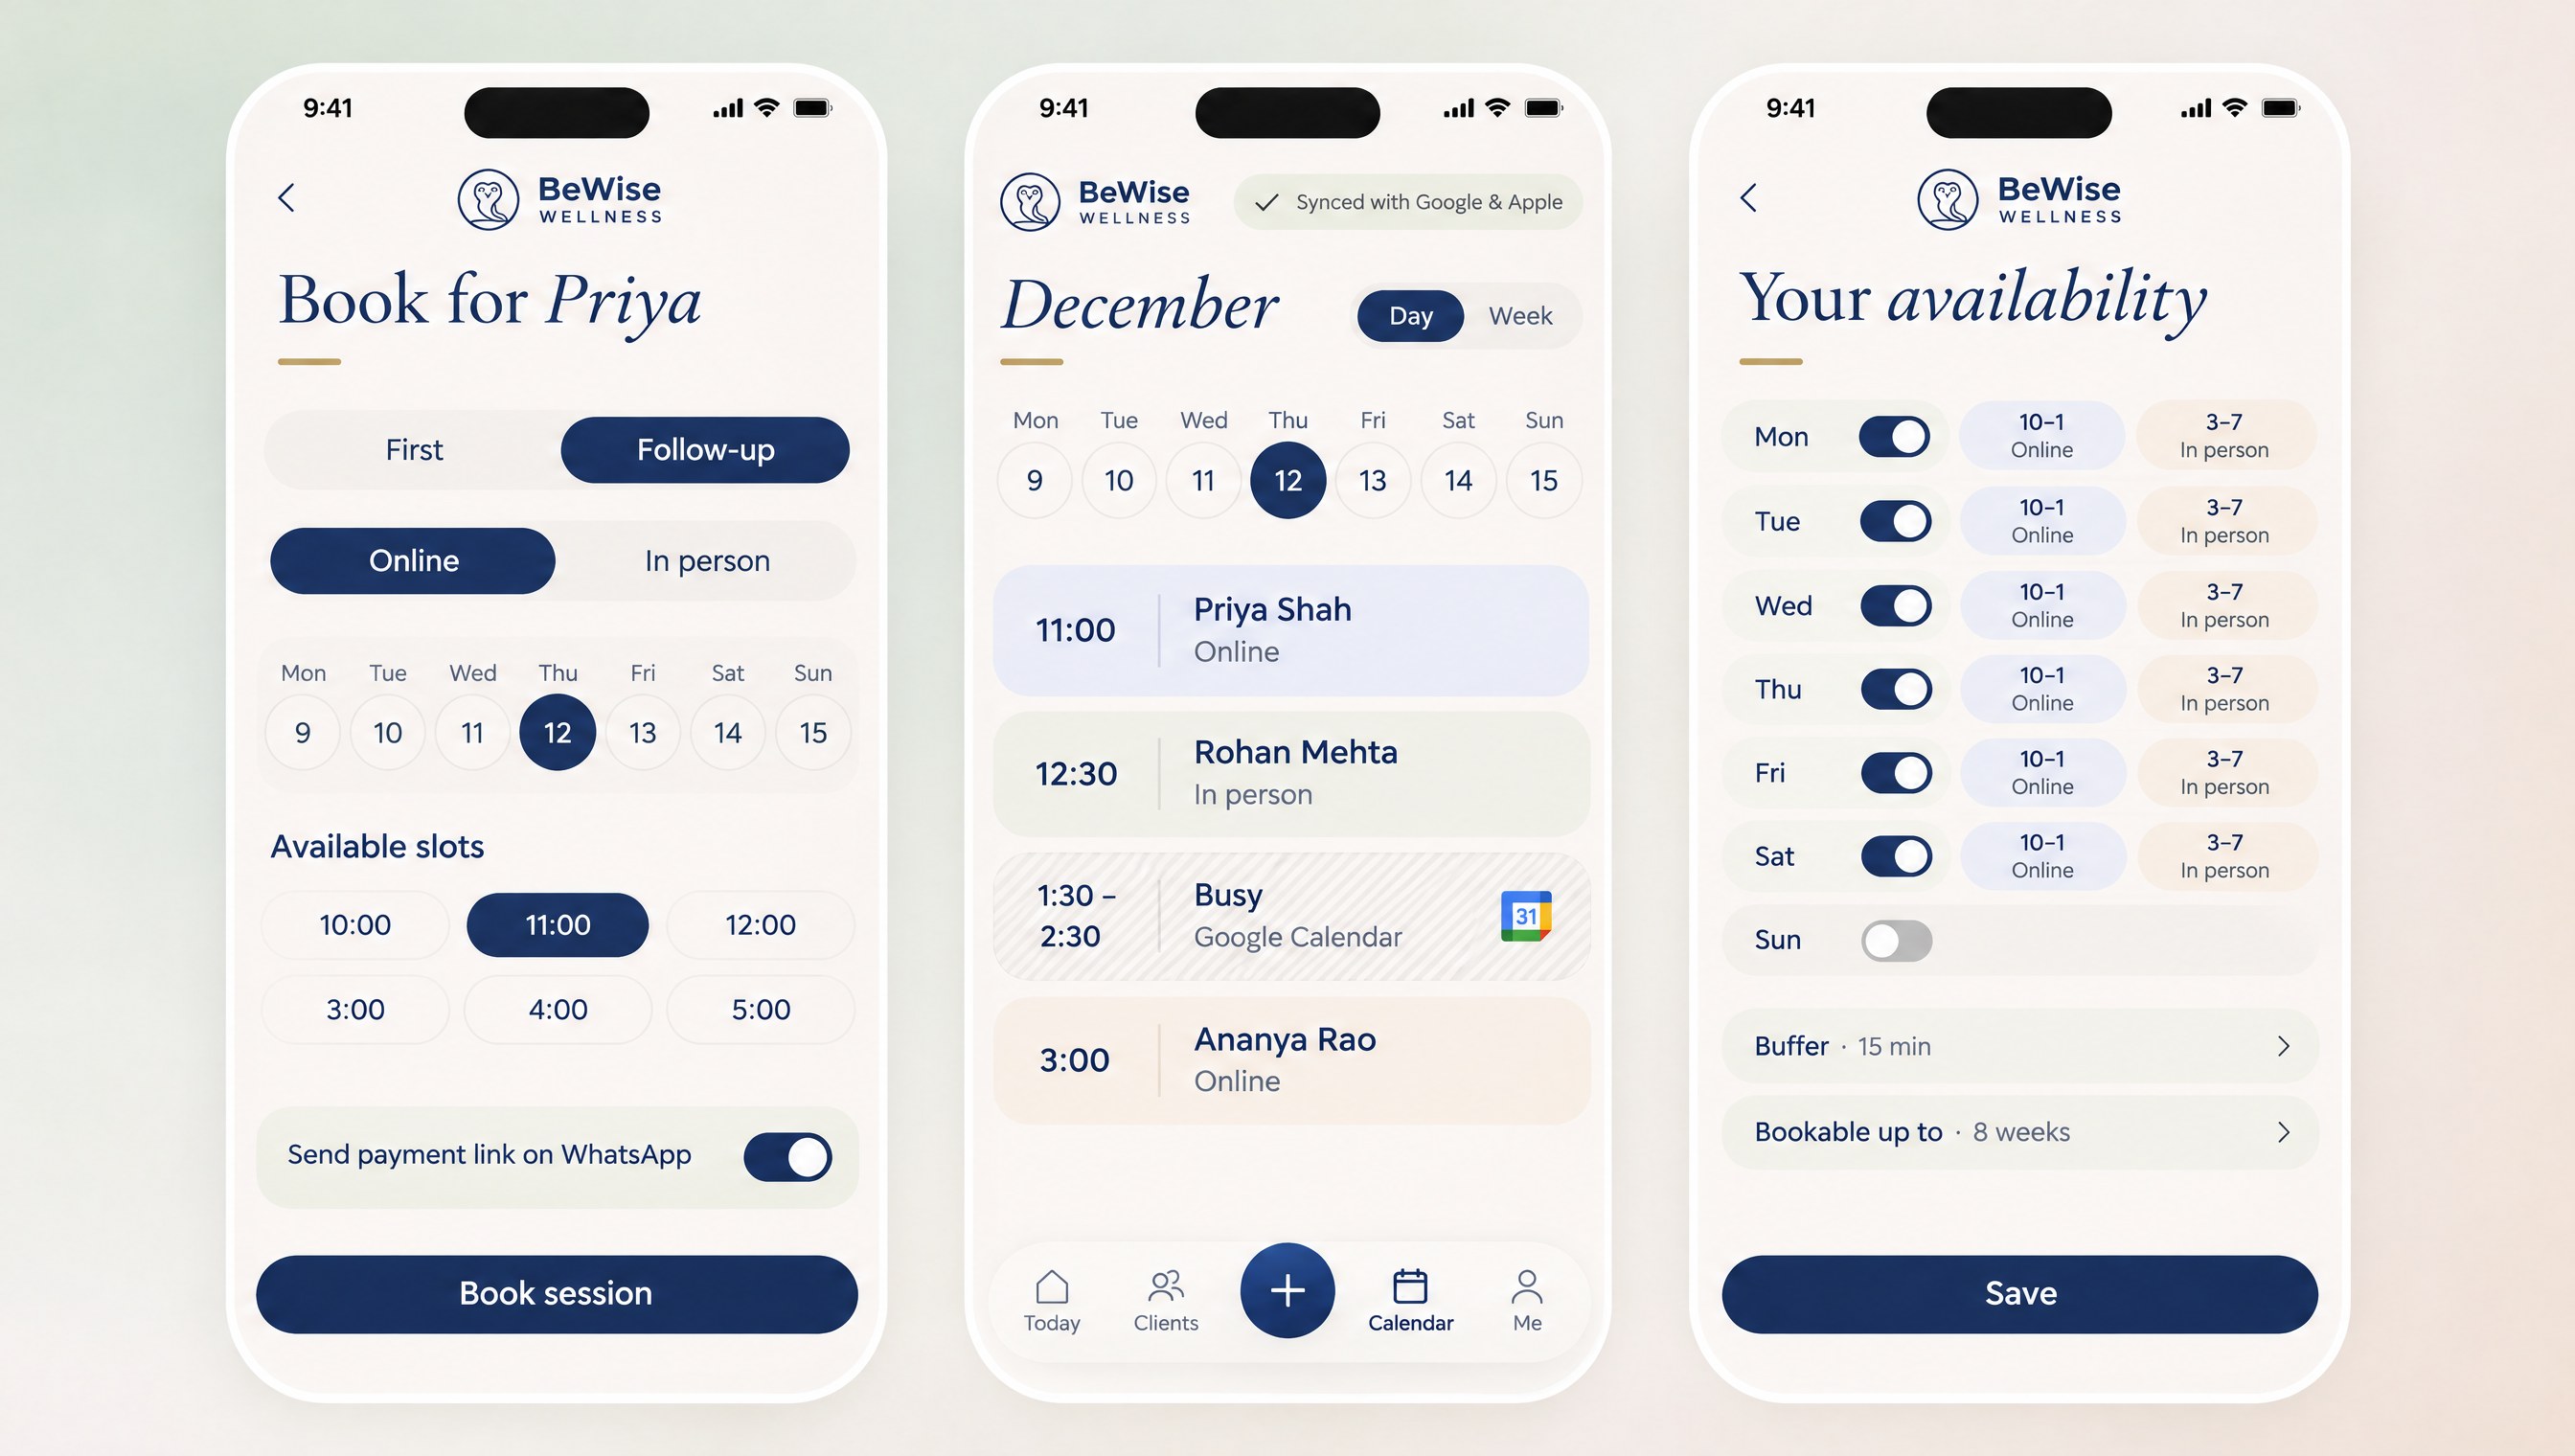 9:41
BeWise
WELLNESS
Book for Priya
First
Follow-up
Online
In person
Mon Tue Wed Thu Fri Sat Sun
9 10 11 12 13 14 15
Available slots
10:00 11:00 12:00
3:00 4:00 5:00
Send payment link on WhatsApp
Book session
9:41
BeWise
WELLNESS
Synced with Google & Apple
December
Day
Week
Mon Tue Wed Thu Fri Sat Sun
9 10 11 12 13 14 15
11:00
Priya Shah
Online
12:30
Rohan Mehta
In person
1:30 –
2:30
Busy
Google Calendar
31
3:00
Ananya Rao
Online
Today
Clients
Calendar
Me
9:41
BeWise
WELLNESS
Your availability
Mon
10–1
Online
3–7
In person
Tue
10–1
Online
3–7
In person
Wed
10–1
Online
3–7
In person
Thu
10–1
Online
3–7
In person
Fri
10–1
Online
3–7
In person
Sat
10–1
Online
3–7
In person
Sun
Buffer · 15 min
Bookable up to · 8 weeks
Save